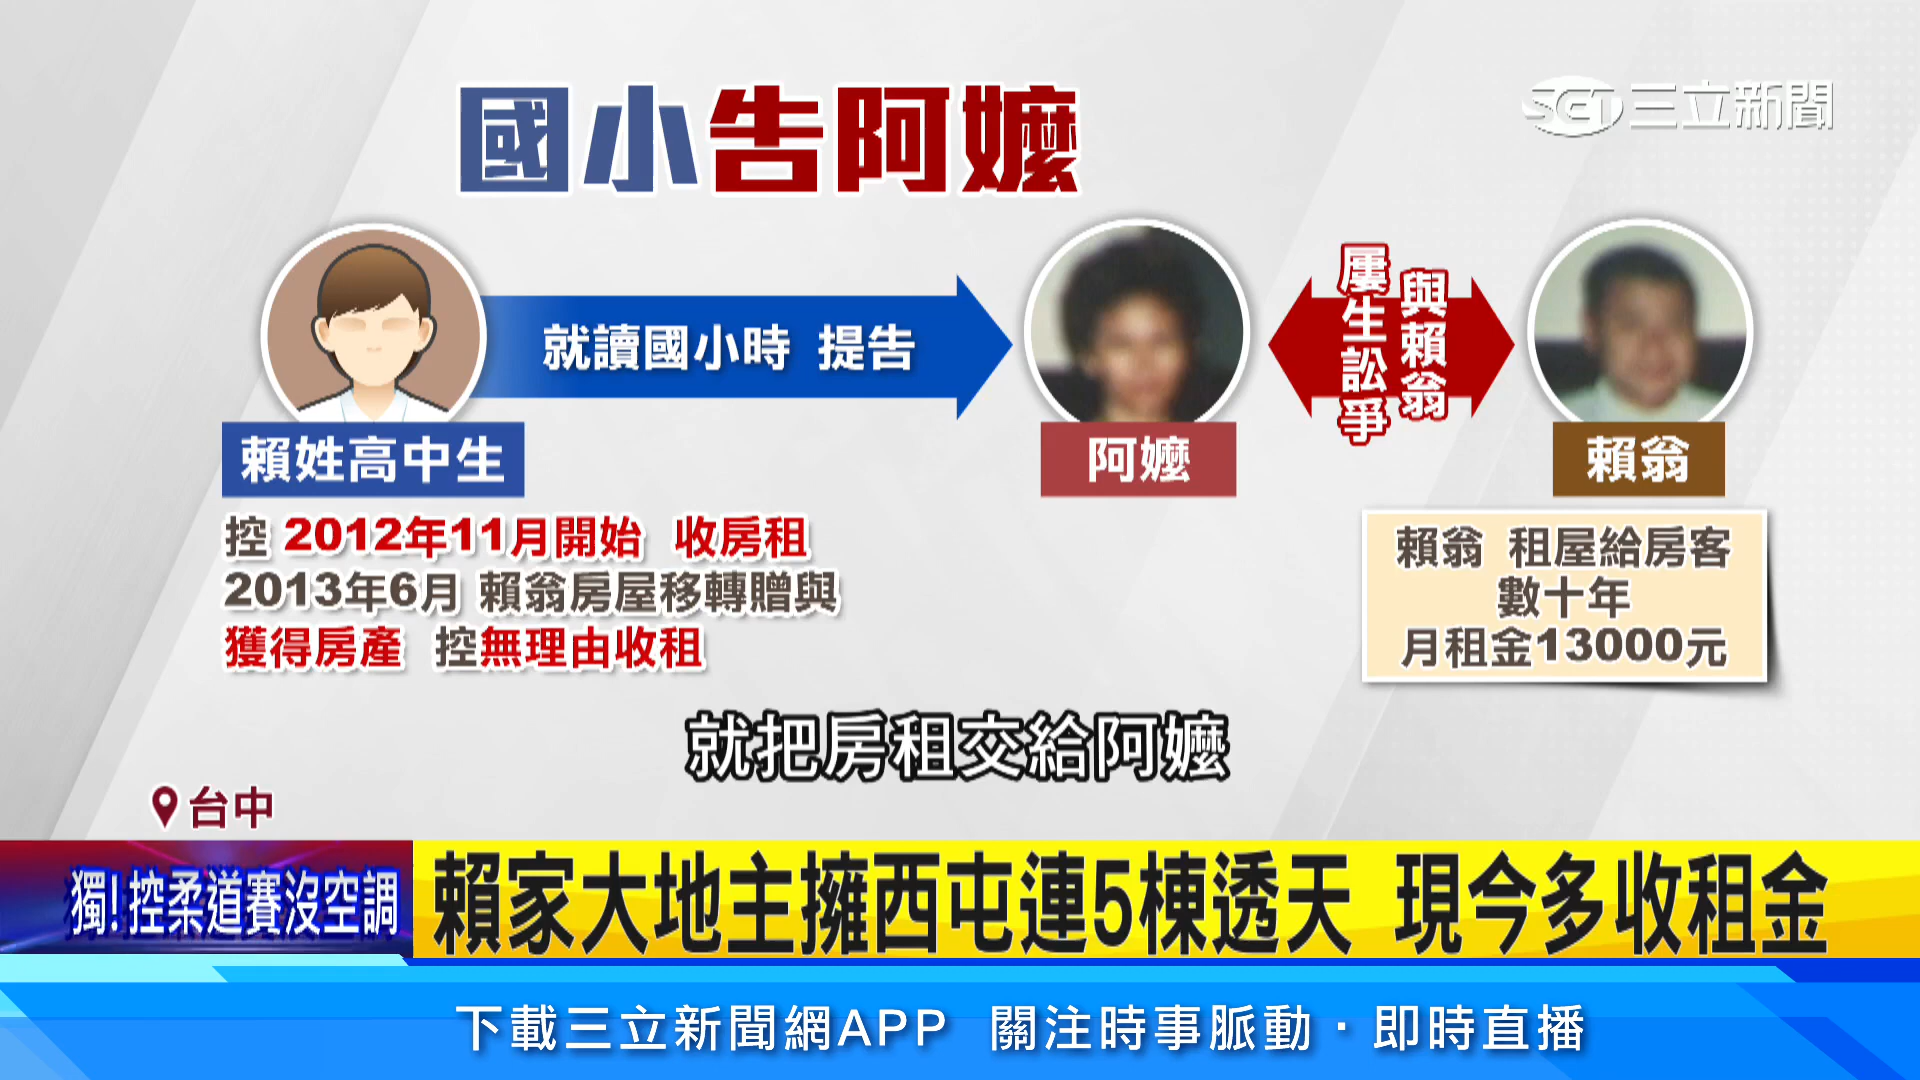 國小告阿嬤
SET三立新聞
就讀國小時 提告
與賴翁
屢生訟爭
賴姓高中生
阿嬤
賴翁
控 2012年11月開始 收房租
2013年6月 賴翁房屋移轉贈與
獲得房產 控無理由收租
賴翁 租屋給房客
數十年
月租金13000元
就把房租交給阿嬤
台中
獨!控柔道賽沒空調
賴家大地主擁西屯連5棟透天 現今多收租金
下載三立新聞網APP 關注時事脈動・即時直播